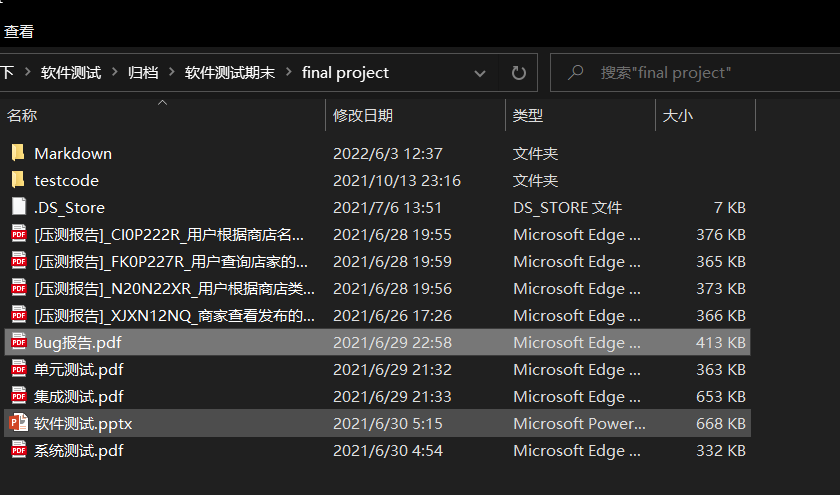 查看
下 › 软件测试 › 归档 › 软件测试期末 › final project 搜索"final project"
名称 修改日期 类型 大小
Markdown 2022/6/3 12:37 文件夹
testcode 2021/10/13 23:16 文件夹
.DS_Store 2021/7/6 13:51 DS_STORE 文件 7 KB
[压测报告]_CI0P222R_用户根据商店名... 2021/6/28 19:55 Microsoft Edge ... 376 KB
[压测报告]_FK0P227R_用户查询店家的... 2021/6/28 19:59 Microsoft Edge ... 365 KB
[压测报告]_N20N22XR_用户根据商店类... 2021/6/28 19:56 Microsoft Edge ... 373 KB
[压测报告]_XJXN12NQ_商家查看发布的... 2021/6/26 17:26 Microsoft Edge ... 366 KB
Bug报告.pdf 2021/6/29 22:58 Microsoft Edge ... 413 KB
单元测试.pdf 2021/6/29 21:32 Microsoft Edge ... 363 KB
集成测试.pdf 2021/6/29 21:33 Microsoft Edge ... 653 KB
软件测试.pptx 2021/6/30 5:15 Microsoft Power... 668 KB
系统测试.pdf 2021/6/30 4:54 Microsoft Edge ... 332 KB